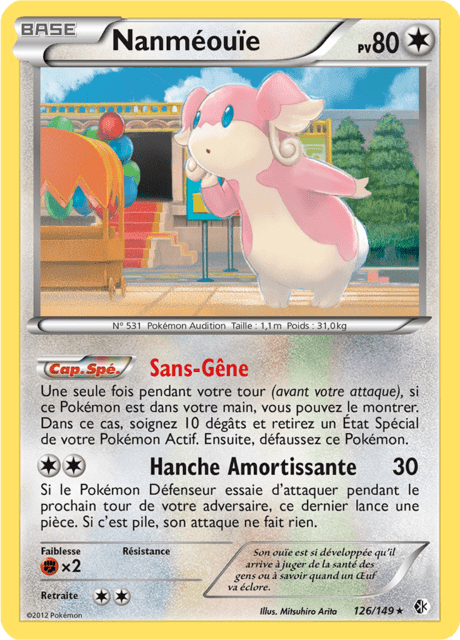 BASE
Nanméouïe
PV80
N° 531 Pokémon Audition Taille : 1,1m Poids : 31,0kg
Cap.Spé. Sans-Gêne
Une seule fois pendant votre tour (avant votre attaque), si
ce Pokémon est dans votre main, vous pouvez le montrer.
Dans ce cas, soignez 10 dégâts et retirez un État Spécial
de votre Pokémon Actif. Ensuite, défaussez ce Pokémon.
Hanche Amortissante 30
Si le Pokémon Défenseur essaie d'attaquer pendant le
prochain tour de votre adversaire, ce dernier lance une
pièce. Si c'est pile, son attaque ne fait rien.
Faiblesse Résistance
×2
Retraite
Son ouïe est si développée qu'il
arrive à juger de la santé des
gens ou à savoir quand un Œuf
va éclore.
©2012 Pokémon
Illus. Mitsuhiro Arita
126/149 ★